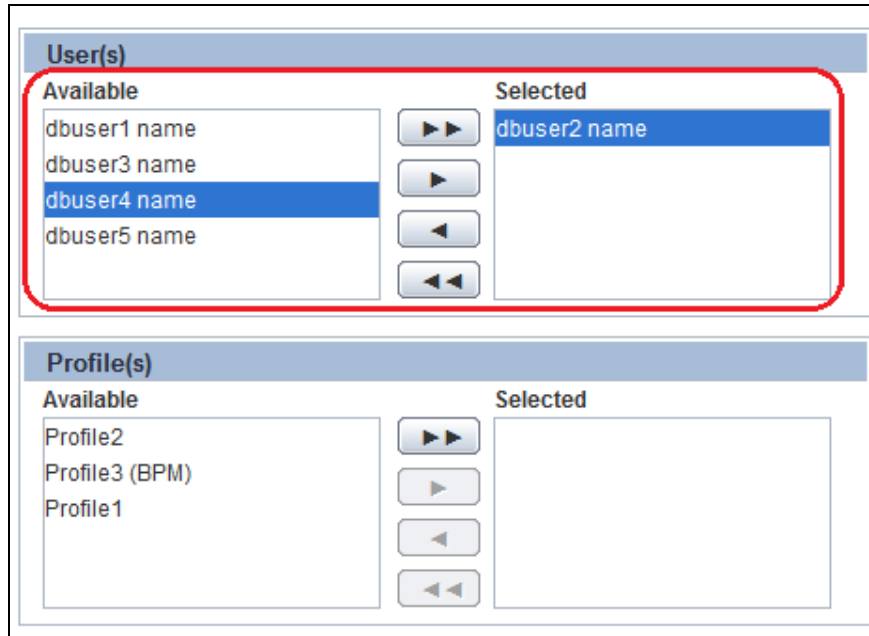 User(s)
Available
Selected
dbuser1 name
dbuser3 name
dbuser4 name
dbuser5 name
dbuser2 name
Profile(s)
Available
Selected
Profile2
Profile3 (BPM)
Profile1